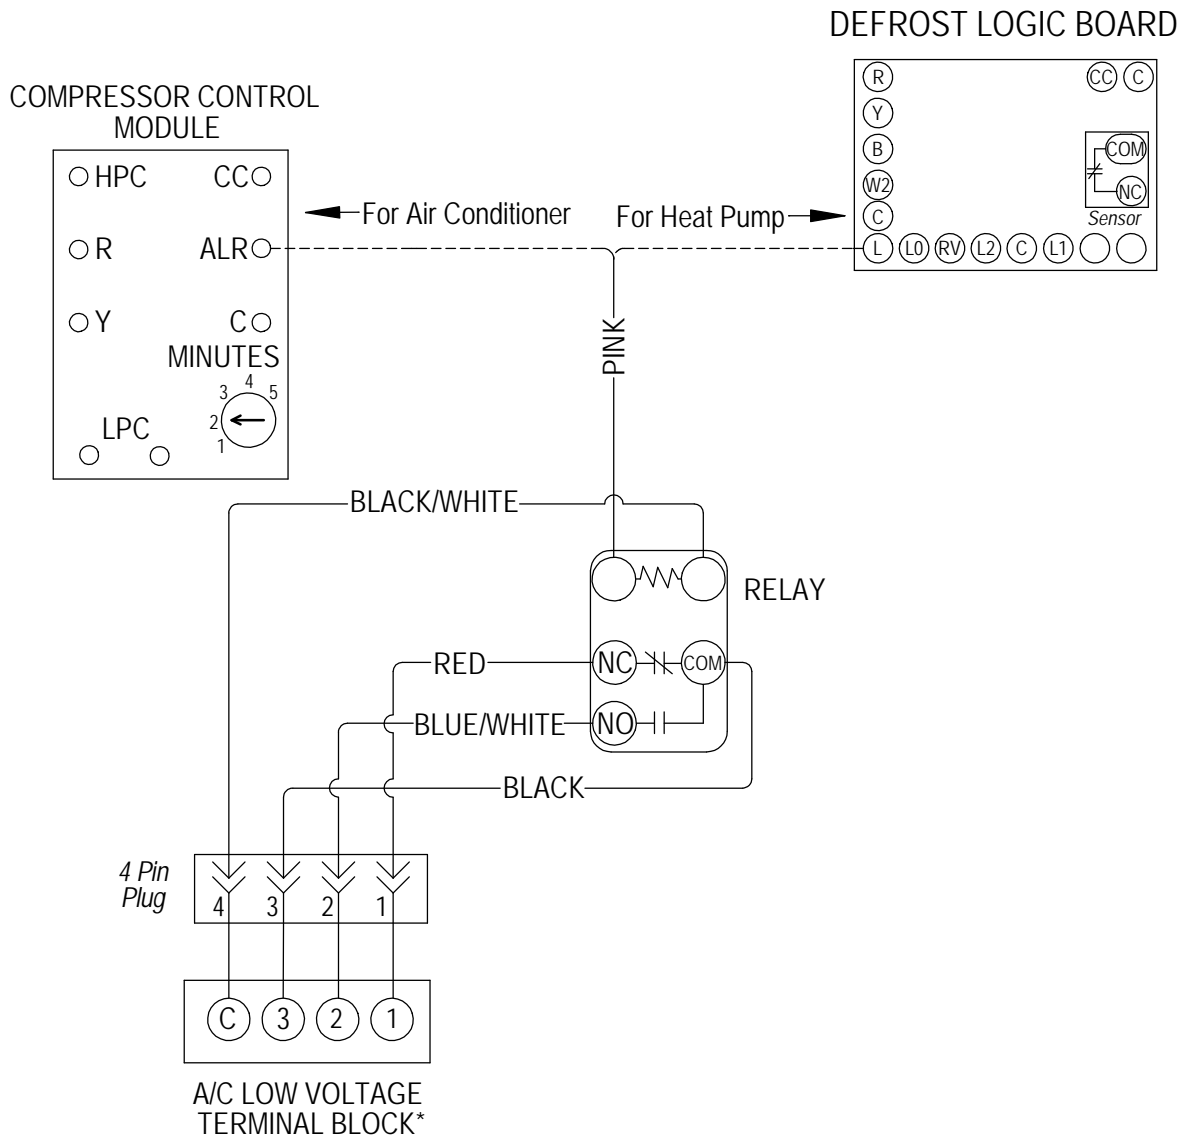 DEFROST LOGIC BOARD
R
CC C
Y
B
COM
W2
NC
C
Sensor
L L0 RV L2 C L1
COMPRESSOR CONTROL
MODULE
HPC CC
R ALR
Y C
MINUTES
1 2 3 4 5
LPC
For Air Conditioner
For Heat Pump
PINK
BLACK/WHITE
RELAY
RED
NC COM
BLUE/WHITE
NO
BLACK
4 Pin
Plug
4 3 2 1
C 3 2 1
A/C LOW VOLTAGE
TERMINAL BLOCK*